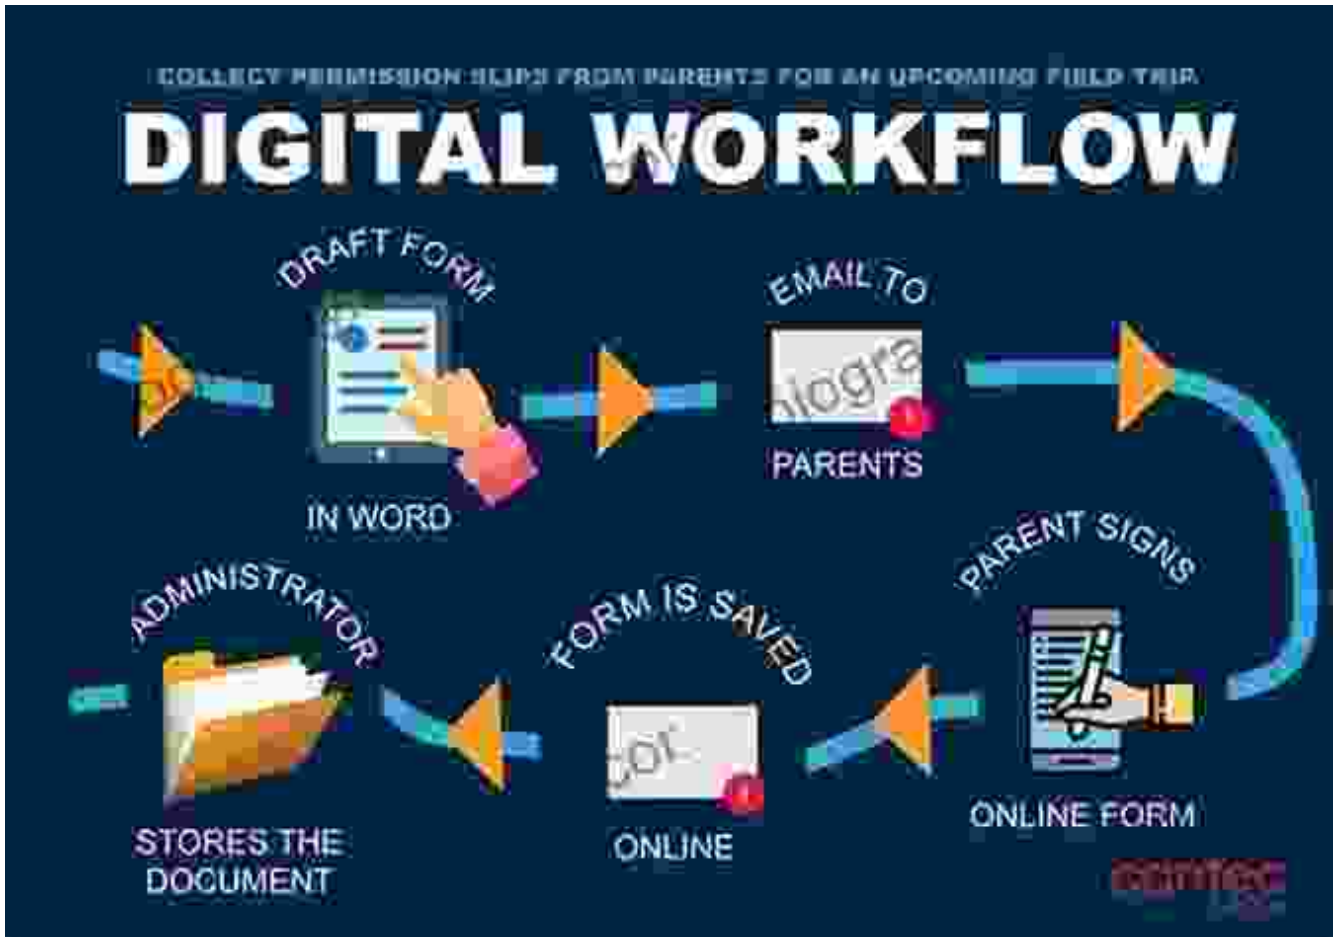 COLLECT PERMISSION SLIPS FROM PARENTS FOR AN UPCOMING FIELD TRIP
DIGITAL WORKFLOW
DRAFT FORM
IN WORD
EMAIL TO
PARENTS
PARENT SIGNS
ONLINE FORM
FORM IS SAVED
ONLINE
ADMINISTRATOR
STORES THE
DOCUMENT